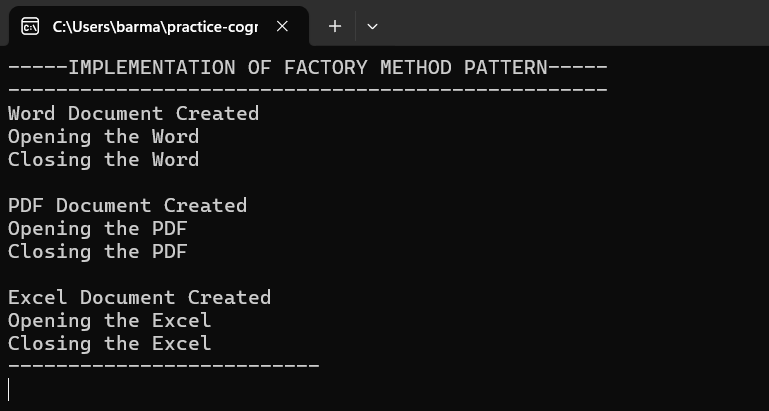 C:\Users\barma\practice-cogr
-----IMPLEMENTATION OF FACTORY METHOD PATTERN-----
--------------------------------------------------
Word Document Created
Opening the Word
Closing the Word
PDF Document Created
Opening the PDF
Closing the PDF
Excel Document Created
Opening the Excel
Closing the Excel
--------------------------